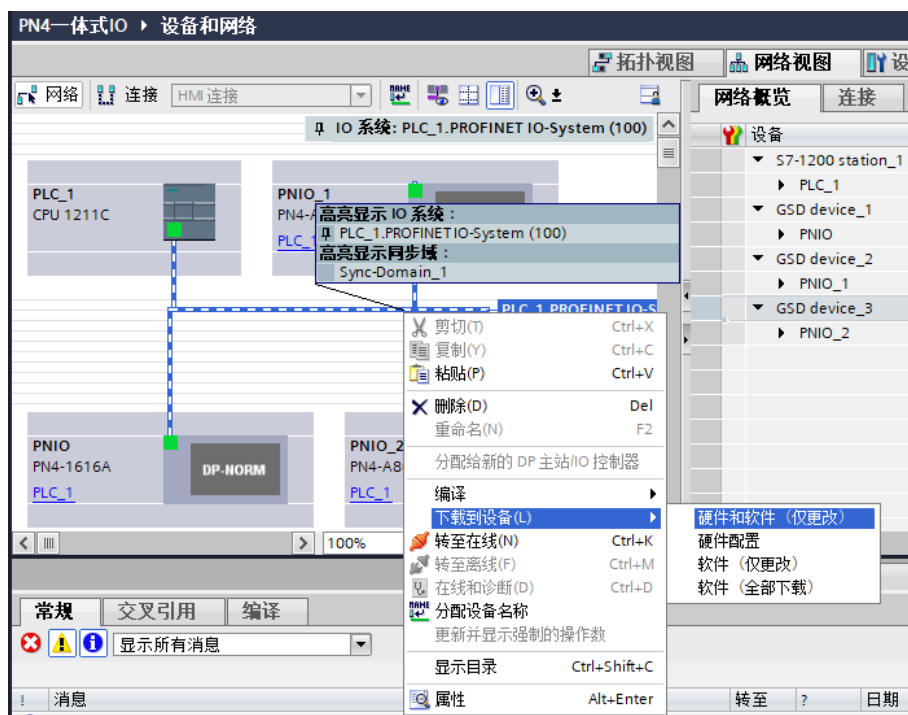 PN4一体式IO ▸ 设备和网络
拓扑视图 网络视图 设
网络 连接 HMI 连接
网络概览 连接
IO 系统: PLC_1.PROFINET IO-System (100)
设备
S7-1200 station_1
PLC_1
GSD device_1
PNIO
GSD device_2
PNIO_1
GSD device_3
PNIO_2
PLC_1
CPU 1211C
PNIO_1
PN4-A
PLC_1
高亮显示 IO 系统：
PLC_1.PROFINET IO-System (100)
高亮显示同步域：
Sync-Domain_1
PLC_1.PROFINET IO-S
PNIO
PN4-1616A
DP-NORM
PLC_1
PNIO_2
PN4-A8
PLC_1
100%
剪切(T) Ctrl+X
复制(Y) Ctrl+C
粘贴(P) Ctrl+V
删除(D) Del
重命名(N) F2
分配给新的 DP 主站/IO 控制器
编译
下载到设备(L)
转至在线(N) Ctrl+K
转至离线(F) Ctrl+M
在线和诊断(D) Ctrl+D
分配设备名称
更新并显示强制的操作数
显示目录 Ctrl+Shift+C
属性 Alt+Enter
硬件和软件（仅更改）
硬件配置
软件（仅更改）
软件（全部下载）
常规 交叉引用 编译
显示所有消息
! 消息 转至 ? 日期